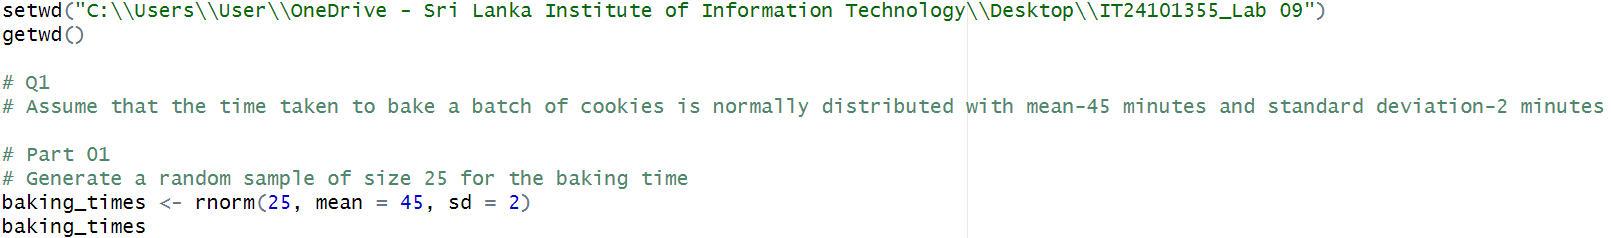 setwd("C:\\Users\\User\\OneDrive - Sri Lanka Institute of Information Technology\\Desktop\\IT24101355_Lab 09")
getwd()
# Q1
# Assume that the time taken to bake a batch of cookies is normally distributed with mean-45 minutes and standard deviation-2 minutes
# Part 01
# Generate a random sample of size 25 for the baking time
baking_times <- rnorm(25, mean = 45, sd = 2)
baking_times